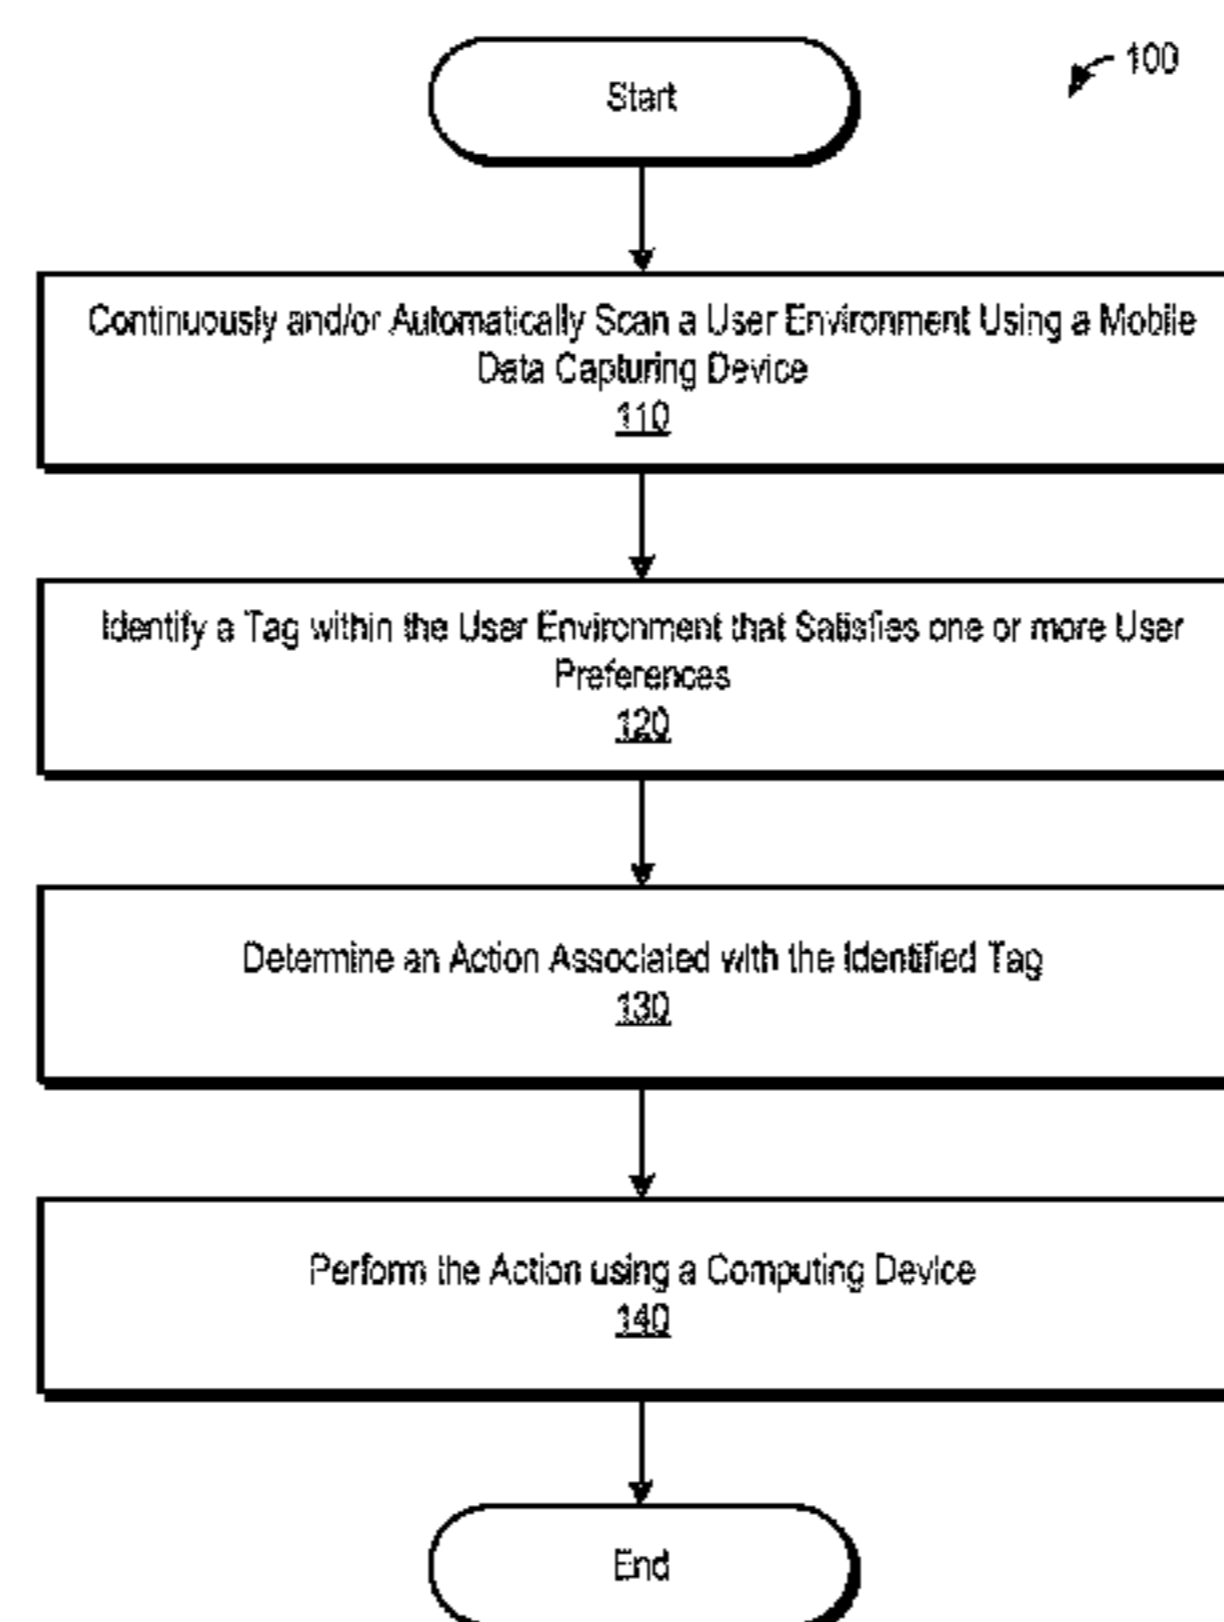 100
Start
Continuously and/or Automatically Scan a User Environment Using a Mobile
Data Capturing Device
110
Identify a Tag within the User Environment that Satisfies one or more User
Preferences
120
Determine an Action Associated with the Identified Tag
130
Perform the Action using a Computing Device
140
End